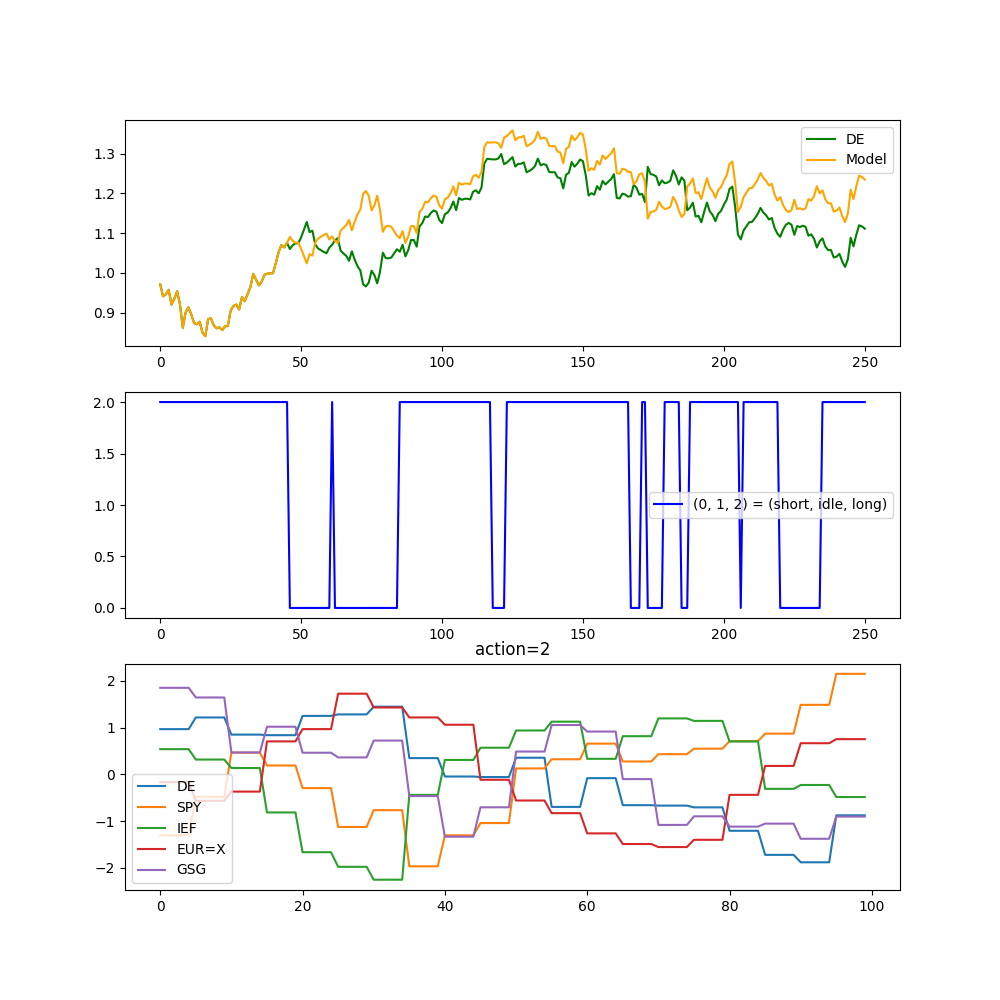 1.3
1.2
1.1
1.0
0.9
DE
Model
0 50 100 150 200 250
2.0
1.5
1.0
0.5
0.0
(0, 1, 2) = (short, idle, long)
0 50 100 150 200 250
action=2
2
1
0
−1
−2
DE
SPY
IEF
EUR=X
GSG
0 20 40 60 80 100